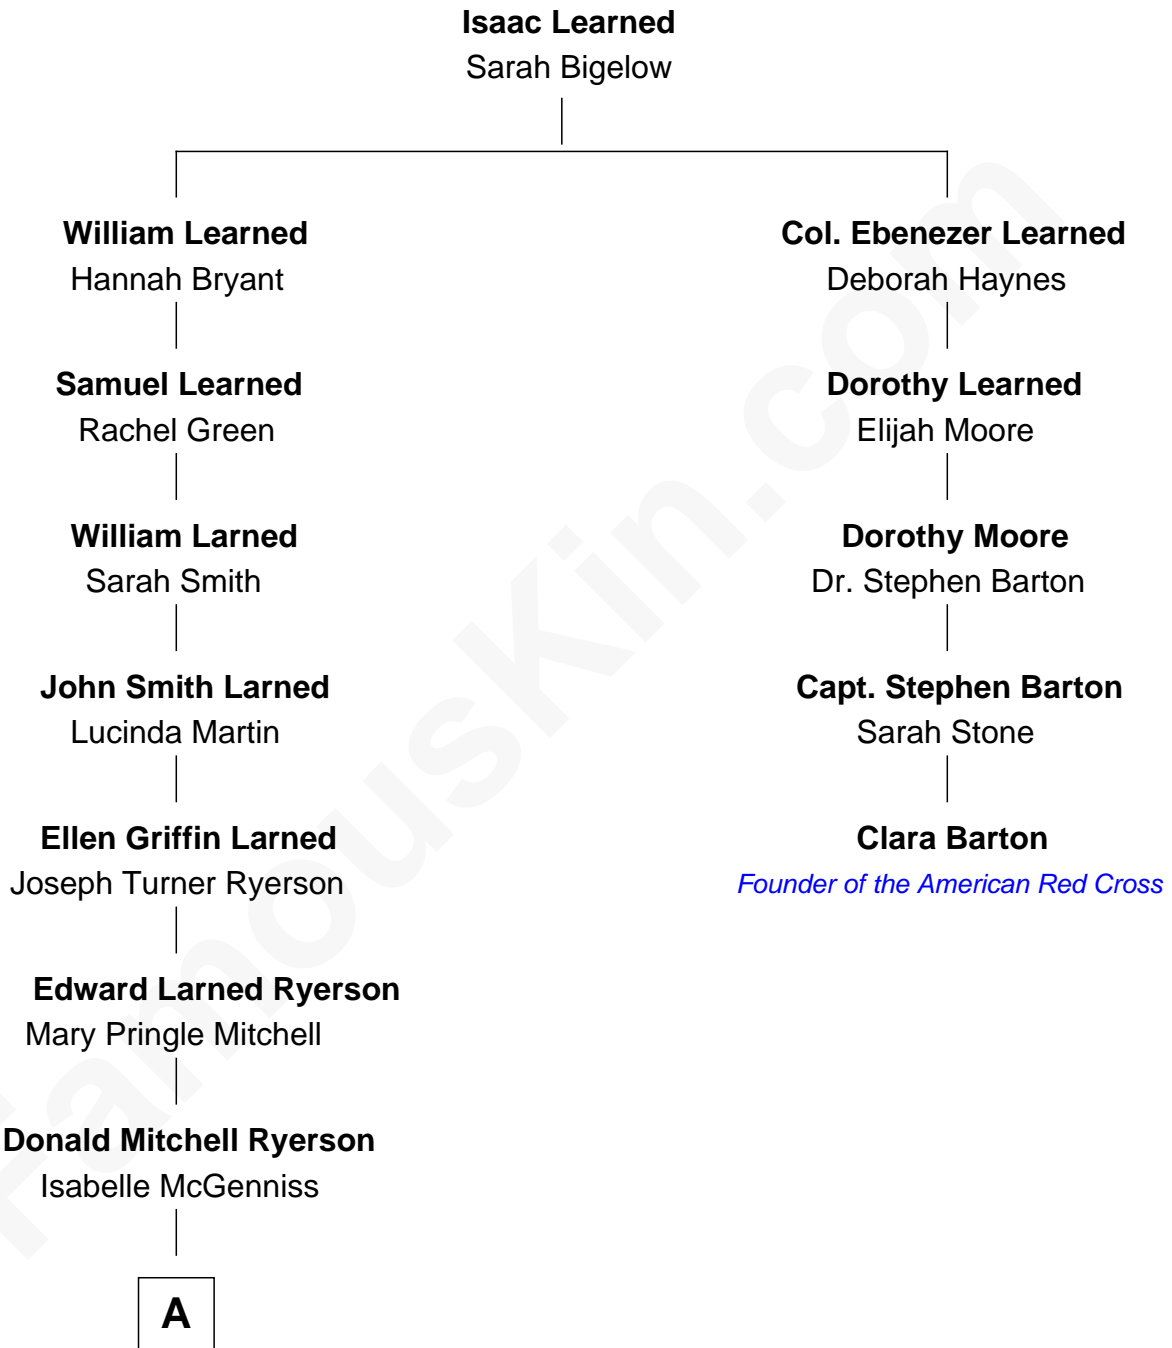 Isaac Learned
Sarah Bigelow
William Learned
Hannah Bryant
Col. Ebenezer Learned
Deborah Haynes
Samuel Learned
Rachel Green
Dorothy Learned
Elijah Moore
William Larned
Sarah Smith
Dorothy Moore
Dr. Stephen Barton
John Smith Larned
Lucinda Martin
Capt. Stephen Barton
Sarah Stone
Ellen Griffin Larned
Joseph Turner Ryerson
Clara Barton
Founder of the American Red Cross
Edward Larned Ryerson
Mary Pringle Mitchell
Donald Mitchell Ryerson
Isabelle McGenniss
A
FamousKin.com